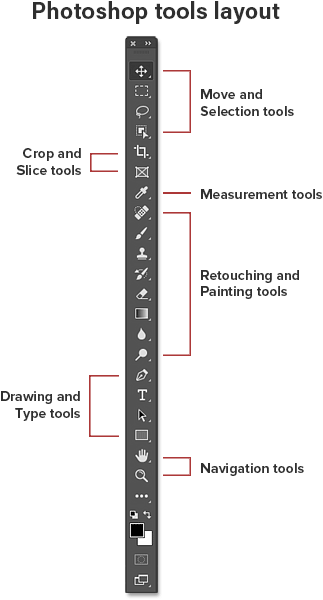 Photoshop tools layout
Move and
Selection tools
Crop and
Slice tools
Measurement tools
Retouching and
Painting tools
Drawing and
Type tools
T
Navigation tools